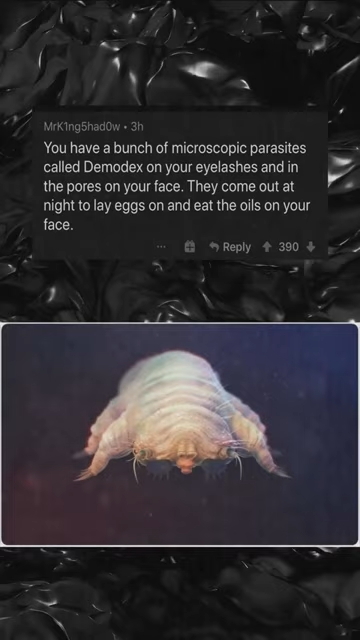 MrK1ng5had0w • 3h
You have a bunch of microscopic parasites
called Demodex on your eyelashes and in
the pores on your face. They come out at
night to lay eggs on and eat the oils on your
face.
... Reply 390